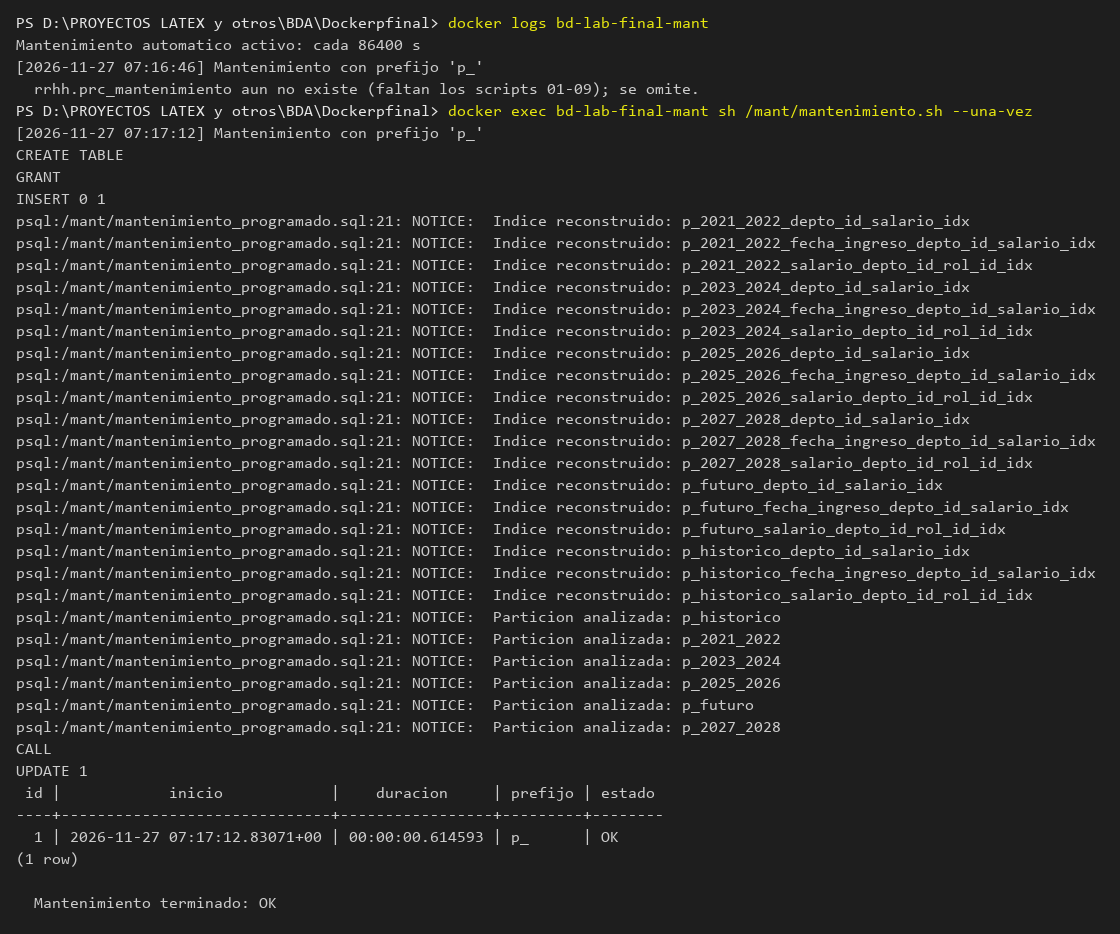 PS D:\PROYECTOS LATEX y otros\BDA\Dockerpfinal> docker logs bd-lab-final-mant
Mantenimiento automatico activo: cada 86400 s
[2026-11-27 07:16:46] Mantenimiento con prefijo 'p_'
  rrhh.prc_mantenimiento aun no existe (faltan los scripts 01-09); se omite.
PS D:\PROYECTOS LATEX y otros\BDA\Dockerpfinal> docker exec bd-lab-final-mant sh /mant/mantenimiento.sh --una-vez
[2026-11-27 07:17:12] Mantenimiento con prefijo 'p_'
CREATE TABLE
GRANT
INSERT 0 1
psql:/mant/mantenimiento_programado.sql:21: NOTICE:  Indice reconstruido: p_2021_2022_depto_id_salario_idx
psql:/mant/mantenimiento_programado.sql:21: NOTICE:  Indice reconstruido: p_2021_2022_fecha_ingreso_depto_id_salario_idx
psql:/mant/mantenimiento_programado.sql:21: NOTICE:  Indice reconstruido: p_2021_2022_salario_depto_id_rol_id_idx
psql:/mant/mantenimiento_programado.sql:21: NOTICE:  Indice reconstruido: p_2023_2024_depto_id_salario_idx
psql:/mant/mantenimiento_programado.sql:21: NOTICE:  Indice reconstruido: p_2023_2024_fecha_ingreso_depto_id_salario_idx
psql:/mant/mantenimiento_programado.sql:21: NOTICE:  Indice reconstruido: p_2023_2024_salario_depto_id_rol_id_idx
psql:/mant/mantenimiento_programado.sql:21: NOTICE:  Indice reconstruido: p_2025_2026_depto_id_salario_idx
psql:/mant/mantenimiento_programado.sql:21: NOTICE:  Indice reconstruido: p_2025_2026_fecha_ingreso_depto_id_salario_idx
psql:/mant/mantenimiento_programado.sql:21: NOTICE:  Indice reconstruido: p_2025_2026_salario_depto_id_rol_id_idx
psql:/mant/mantenimiento_programado.sql:21: NOTICE:  Indice reconstruido: p_2027_2028_depto_id_salario_idx
psql:/mant/mantenimiento_programado.sql:21: NOTICE:  Indice reconstruido: p_2027_2028_fecha_ingreso_depto_id_salario_idx
psql:/mant/mantenimiento_programado.sql:21: NOTICE:  Indice reconstruido: p_2027_2028_salario_depto_id_rol_id_idx
psql:/mant/mantenimiento_programado.sql:21: NOTICE:  Indice reconstruido: p_futuro_depto_id_salario_idx
psql:/mant/mantenimiento_programado.sql:21: NOTICE:  Indice reconstruido: p_futuro_fecha_ingreso_depto_id_salario_idx
psql:/mant/mantenimiento_programado.sql:21: NOTICE:  Indice reconstruido: p_futuro_salario_depto_id_rol_id_idx
psql:/mant/mantenimiento_programado.sql:21: NOTICE:  Indice reconstruido: p_historico_depto_id_salario_idx
psql:/mant/mantenimiento_programado.sql:21: NOTICE:  Indice reconstruido: p_historico_fecha_ingreso_depto_id_salario_idx
psql:/mant/mantenimiento_programado.sql:21: NOTICE:  Indice reconstruido: p_historico_salario_depto_id_rol_id_idx
psql:/mant/mantenimiento_programado.sql:21: NOTICE:  Particion analizada: p_historico
psql:/mant/mantenimiento_programado.sql:21: NOTICE:  Particion analizada: p_2021_2022
psql:/mant/mantenimiento_programado.sql:21: NOTICE:  Particion analizada: p_2023_2024
psql:/mant/mantenimiento_programado.sql:21: NOTICE:  Particion analizada: p_2025_2026
psql:/mant/mantenimiento_programado.sql:21: NOTICE:  Particion analizada: p_futuro
psql:/mant/mantenimiento_programado.sql:21: NOTICE:  Particion analizada: p_2027_2028
CALL
UPDATE 1
 id |            inicio            |    duracion     | prefijo | estado
----+------------------------------+-----------------+---------+--------
  1 | 2026-11-27 07:17:12.83071+00 | 00:00:00.614593 | p_      | OK
(1 row)

  Mantenimiento terminado: OK